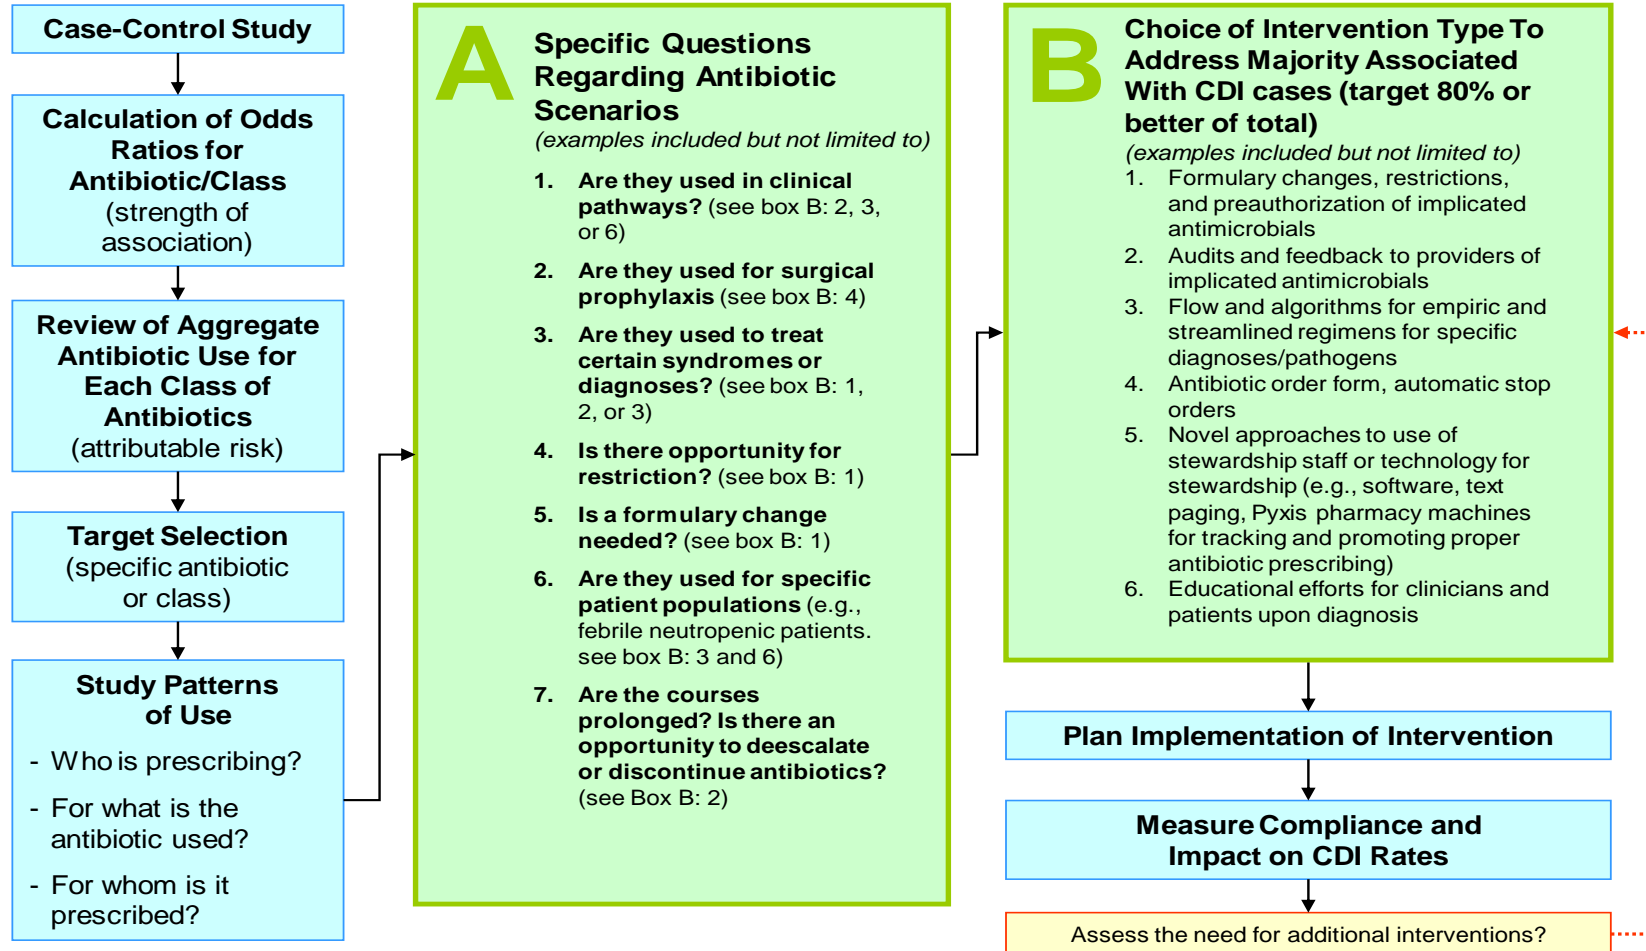 Case-Control Study
Calculation of Odds
Ratios for
Antibiotic/Class
(strength of
association)
Review of Aggregate
Antibiotic Use for
Each Class of
Antibiotics
(attributable risk)
Target Selection
(specific antibiotic
or class)
Study Patterns
of Use
- Who is prescribing?
- For what is the
antibiotic used?
- For whom is it
prescribed?
A
Specific Questions
Regarding Antibiotic
Scenarios
(examples included but not limited to)
1. Are they used in clinical
pathways? (see box B: 2, 3,
or 6)
2. Are they used for surgical
prophylaxis (see box B: 4)
3. Are they used to treat
certain syndromes or
diagnoses? (see box B: 1,
2, or 3)
4. Is there opportunity for
restriction? (see box B: 1)
5. Is a formulary change
needed? (see box B: 1)
6. Are they used for specific
patient populations (e.g.,
febrile neutropenic patients.
see box B: 3 and 6)
7. Are the courses
prolonged? Is there an
opportunity to deescalate
or discontinue antibiotics?
(see Box B: 2)
B
Choice of Intervention Type To
Address Majority Associated
With CDI cases (target 80% or
better of total)
(examples included but not limited to)
1. Formulary changes, restrictions,
and preauthorization of implicated
antimicrobials
2. Audits and feedback to providers of
implicated antimicrobials
3. Flow and algorithms for empiric and
streamlined regimens for specific
diagnoses/pathogens
4. Antibiotic order form, automatic stop
orders
5. Novel approaches to use of
stewardship staff or technology for
stewardship (e.g., software, text
paging, Pyxis pharmacy machines
for tracking and promoting proper
antibiotic prescribing)
6. Educational efforts for clinicians and
patients upon diagnosis
Plan Implementation of Intervention
Measure Compliance and
Impact on CDI Rates
Assess the need for additional interventions?